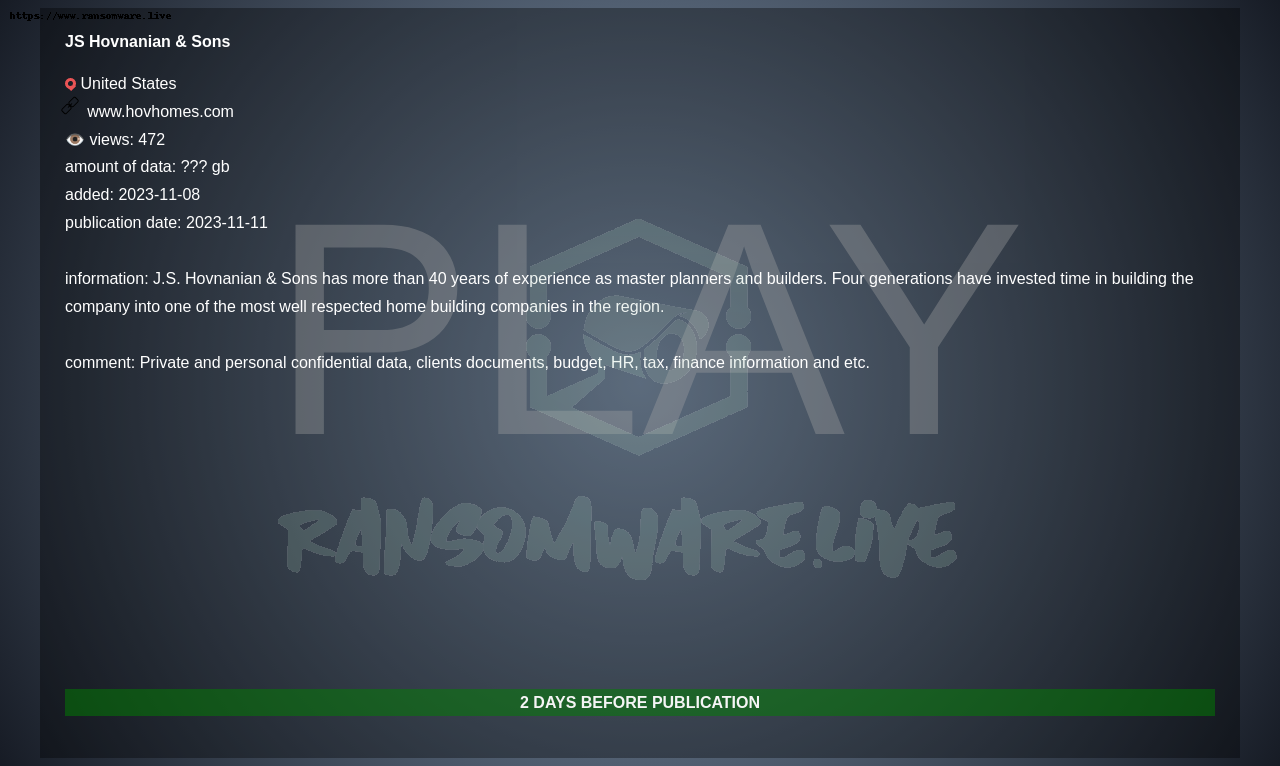 https://www.ransomware.live
JS Hovnanian & Sons
United States
www.hovhomes.com
views: 472
amount of data: ??? gb
added: 2023-11-08
publication date: 2023-11-11
PLAY
information: J.S. Hovnanian & Sons has more than 40 years of experience as master planners and builders. Four generations have invested time in building the
company into one of the most well respected home building companies in the region.
comment: Private and personal confidential data, clients documents, budget, HR, tax, finance information and etc.
RANSOMWARE.LIVE
2 DAYS BEFORE PUBLICATION